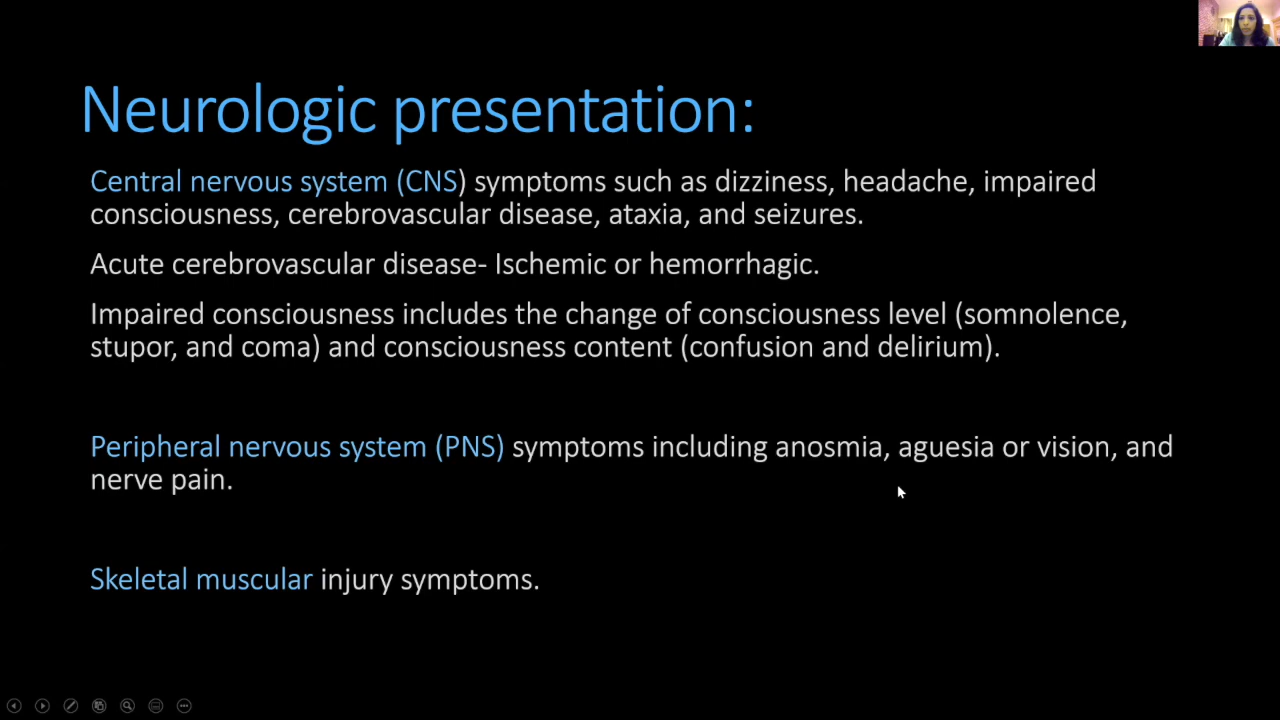 Neurologic presentation:
Central nervous system (CNS) symptoms such as dizziness, headache, impaired
consciousness, cerebrovascular disease, ataxia, and seizures.
Acute cerebrovascular disease- Ischemic or hemorrhagic.
Impaired consciousness includes the change of consciousness level (somnolence,
stupor, and coma) and consciousness content (confusion and delirium).
Peripheral nervous system (PNS) symptoms including anosmia, aguesia or vision, and
nerve pain.
Skeletal muscular injury symptoms.